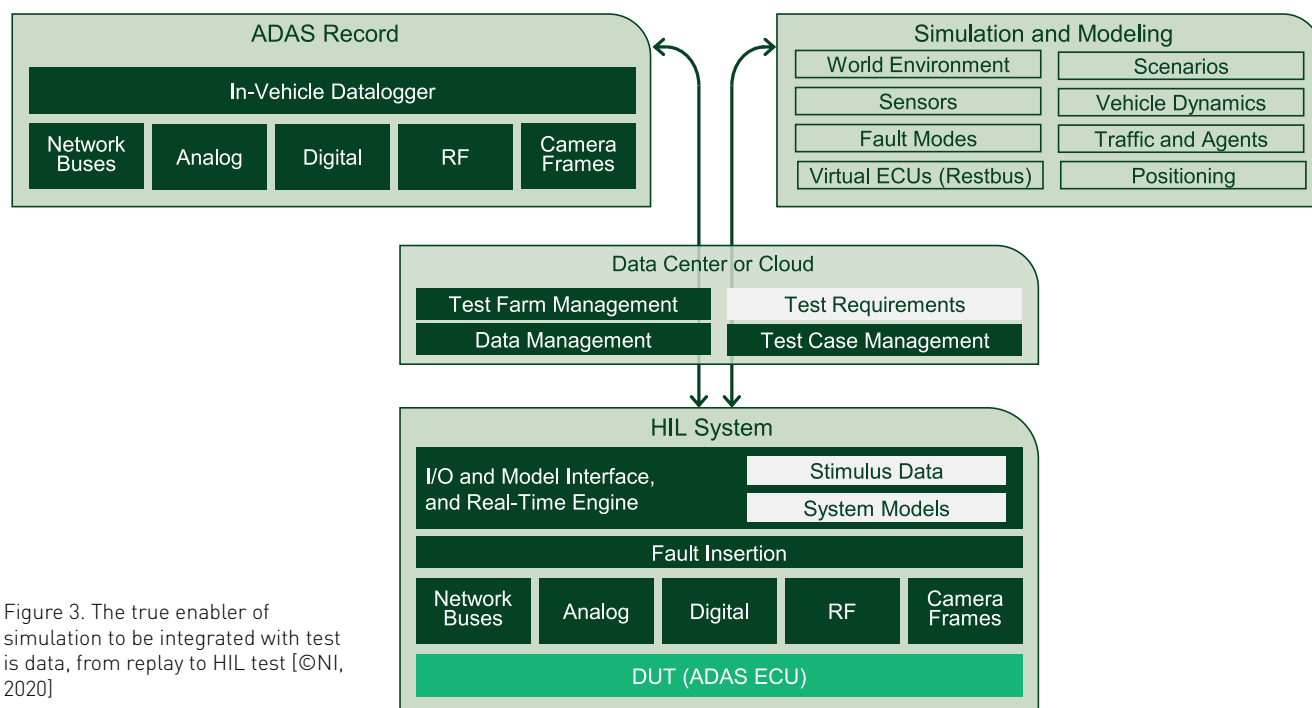 ADAS Record
In-Vehicle Datalogger
Network
Buses
Analog
Digital
RF
Camera
Frames
Simulation and Modeling
World Environment
Scenarios
Sensors
Vehicle Dynamics
Fault Modes
Traffic and Agents
Virtual ECUs (Restbus)
Positioning
Data Center or Cloud
Test Farm Management
Test Requirements
Data Management
Test Case Management
HIL System
I/O and Model Interface,
and Real-Time Engine
Stimulus Data
System Models
Fault Insertion
Network
Buses
Analog
Digital
RF
Camera
Frames
DUT (ADAS ECU)
Figure 3. The true enabler of
simulation to be integrated with test
is data, from replay to HIL test [©NI,
2020]